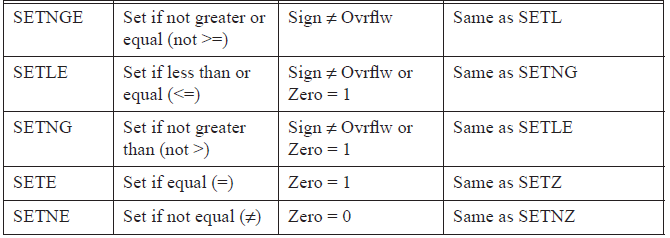 SETNGE Set if not greater or Sign ≠ Ovrflw Same as SETL
equal (not >=)
SETLE Set if less than or Sign ≠ Ovrflw or Same as SETNG
equal (<=) Zero = 1
SETNG Set if not greater Sign ≠ Ovrflw or Same as SETLE
than (not >) Zero = 1
SETE Set if equal (=) Zero = 1 Same as SETZ
SETNE Set if not equal (≠) Zero = 0 Same as SETNZ